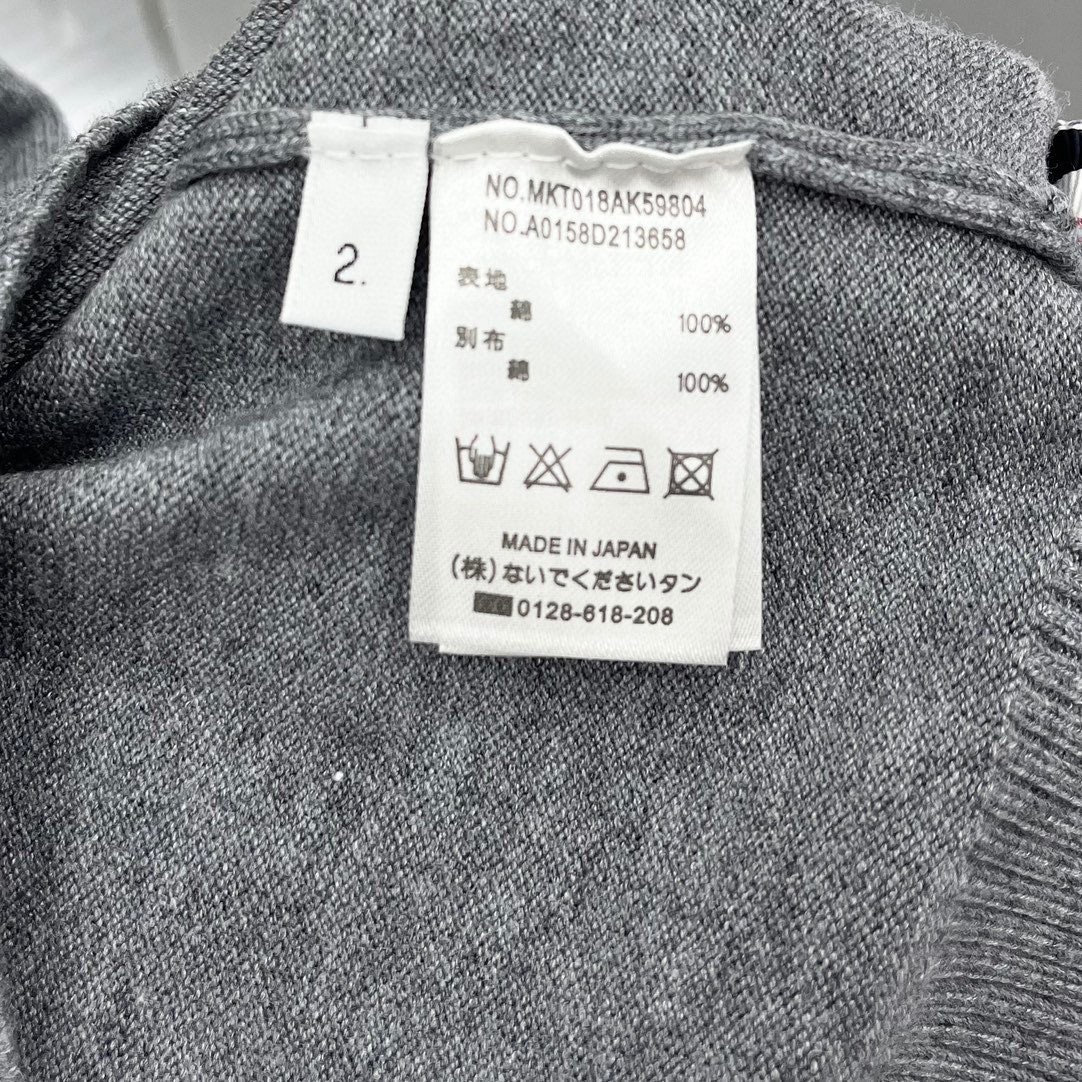 2.
NO.MKT018AK59804
NO.A0158D213658
表地
綿 100%
別布
綿 100%
MADE IN JAPAN
(株)ないでくださいタン
0128-618-208